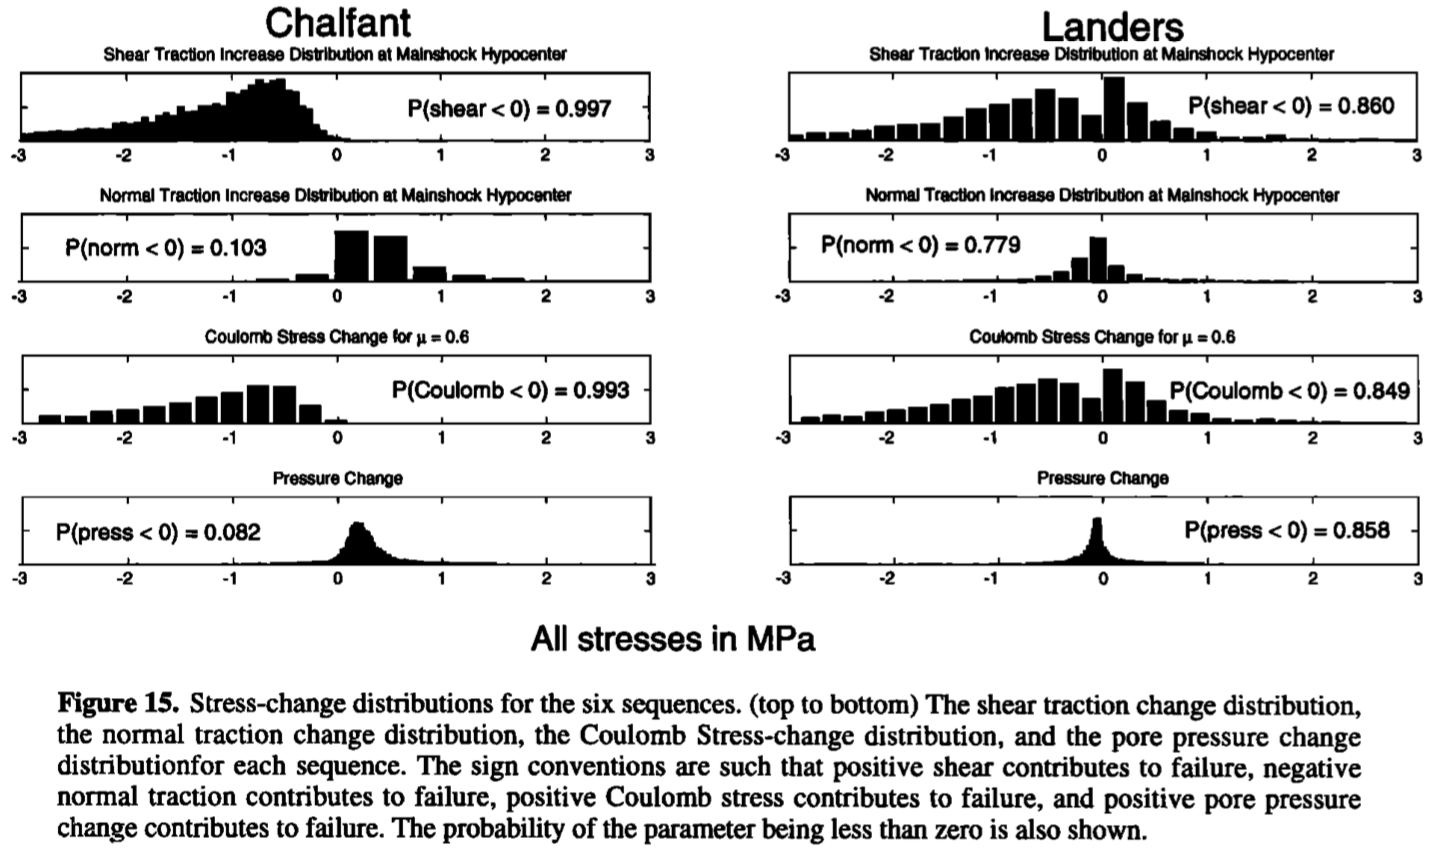 Chalfant
Shear Traction Increase Distribution at Mainshock Hypocenter
P(shear < 0) = 0.997
-3 -2 -1 0 1 2 3
Normal Traction Increase Distribution at Mainshock Hypocenter
P(norm < 0) = 0.103
-3 -2 -1 0 1 2 3
Coulomb Stress Change for μ = 0.6
P(Coulomb < 0) = 0.993
-3 -2 -1 0 1 2 3
Pressure Change
P(press < 0) = 0.082
-3 -2 -1 0 1 2 3
Landers
Shear Traction Increase Distribution at Mainshock Hypocenter
P(shear < 0) = 0.860
-3 -2 -1 0 1 2 3
Normal Traction Increase Distribution at Mainshock Hypocenter
P(norm < 0) = 0.779
-3 -2 -1 0 1 2 3
Coulomb Stress Change for μ = 0.6
P(Coulomb < 0) = 0.849
-3 -2 -1 0 1 2 3
Pressure Change
P(press < 0) = 0.858
-3 -2 -1 0 1 2 3
All stresses in MPa
Figure 15. Stress-change distributions for the six sequences. (top to bottom) The shear traction change distribution,
the normal traction change distribution, the Coulomb Stress-change distribution, and the pore pressure change
distributionfor each sequence. The sign conventions are such that positive shear contributes to failure, negative
normal traction contributes to failure, positive Coulomb stress contributes to failure, and positive pore pressure
change contributes to failure. The probability of the parameter being less than zero is also shown.